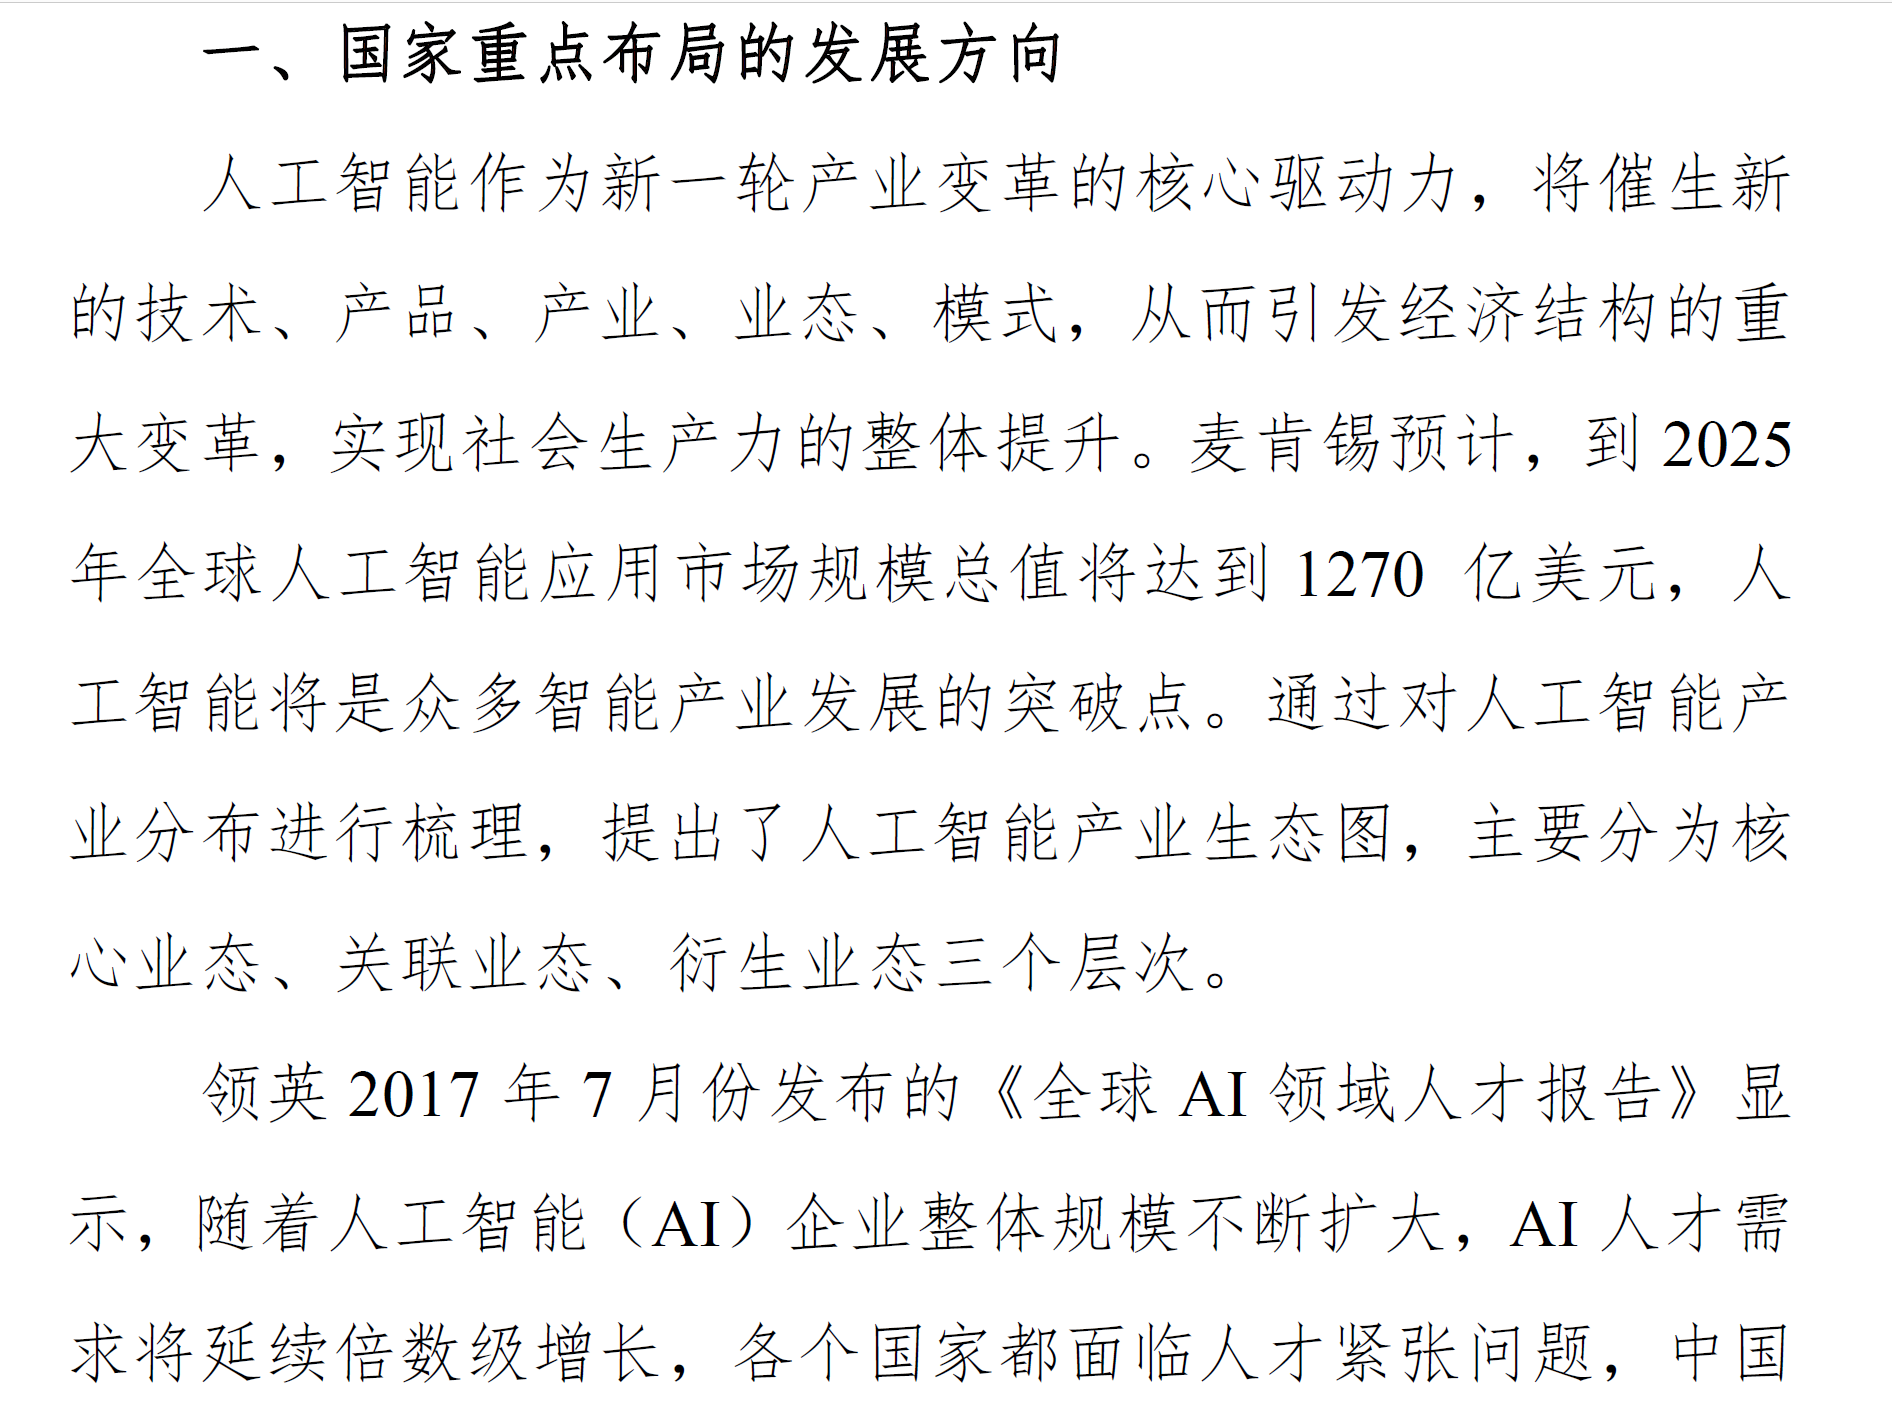 一、国家重点布局的发展方向
人工智能作为新一轮产业变革的核心驱动力，将催生新
的技术、产品、产业、业态、模式，从而引发经济结构的重
大变革，实现社会生产力的整体提升。麦肯锡预计，到 2025
年全球人工智能应用市场规模总值将达到 1270 亿美元，人
工智能将是众多智能产业发展的突破点。通过对人工智能产
业分布进行梳理，提出了人工智能产业生态图，主要分为核
心业态、关联业态、衍生业态三个层次。
领英 2017 年 7 月份发布的《全球 AI 领域人才报告》显
示，随着人工智能（AI）企业整体规模不断扩大，AI 人才需
求将延续倍数级增长，各个国家都面临人才紧张问题，中国